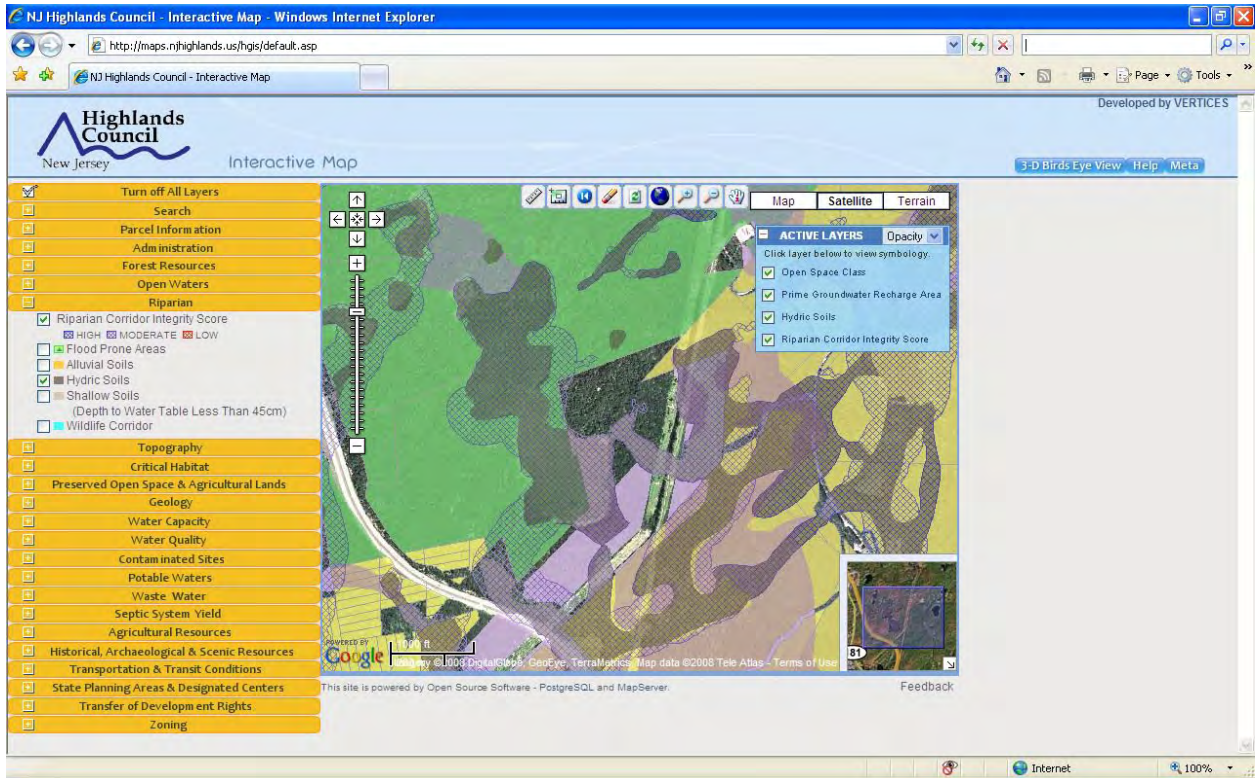 NJ Highlands Council - Interactive Map - Windows Internet Explorer
http://maps.njhighlands.us/hgis/default.asp
NJ Highlands Council - Interactive Map
Page
Tools
Developed by VERTICES
Highlands
Council
New Jersey
Interactive Map
3-D Birds Eye View
Help
Meta
Turn off All Layers
Search
Parcel Information
Administration
Forest Resources
Open Waters
Riparian
Riparian Corridor Integrity Score
HIGH MODERATE LOW
Flood Prone Areas
Alluvial Soils
Hydric Soils
Shallow Soils
(Depth to Water Table Less Than 45cm)
Wildlife Corridor
Topography
Critical Habitat
Preserved Open Space & Agricultural Lands
Geology
Water Capacity
Water Quality
Contaminated Sites
Potable Waters
Waste Water
Septic System Yield
Agricultural Resources
Historical, Archaeological & Scenic Resources
Transportation & Transit Conditions
State Planning Areas & Designated Centers
Transfer of Development Rights
Zoning
Map
Satellite
Terrain
ACTIVE LAYERS
Opacity
Click layer below to view symbology.
Open Space Class
Prime Groundwater Recharge Area
Hydric Soils
Riparian Corridor Integrity Score
81
POWERED BY
Google
1000 ft
©2008 DigitalGlobe, GeoEye, TerraMetrics, Map data ©2008 Tele Atlas - Terms of Use
This site is powered by Open Source Software - PostgreSQL and MapServer.
Feedback
Internet
100%